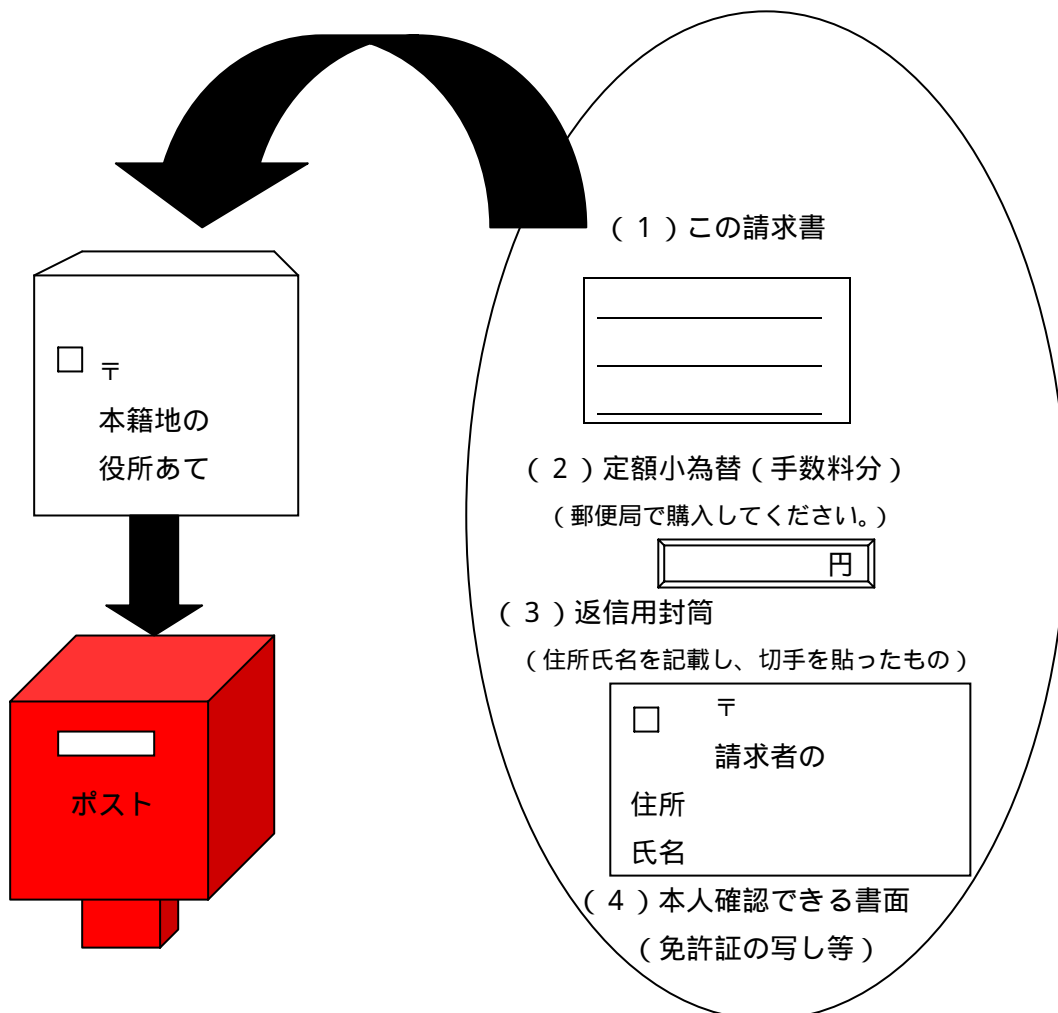 〒
本籍地の
役所あて
ポスト
（１）この請求書
（２）定額小為替（手数料分）
（郵便局で購入してください。）
円
（３）返信用封筒
（住所氏名を記載し、切手を貼ったもの）
〒
請求者の
住所
氏名
（４）本人確認できる書面
（免許証の写し等）